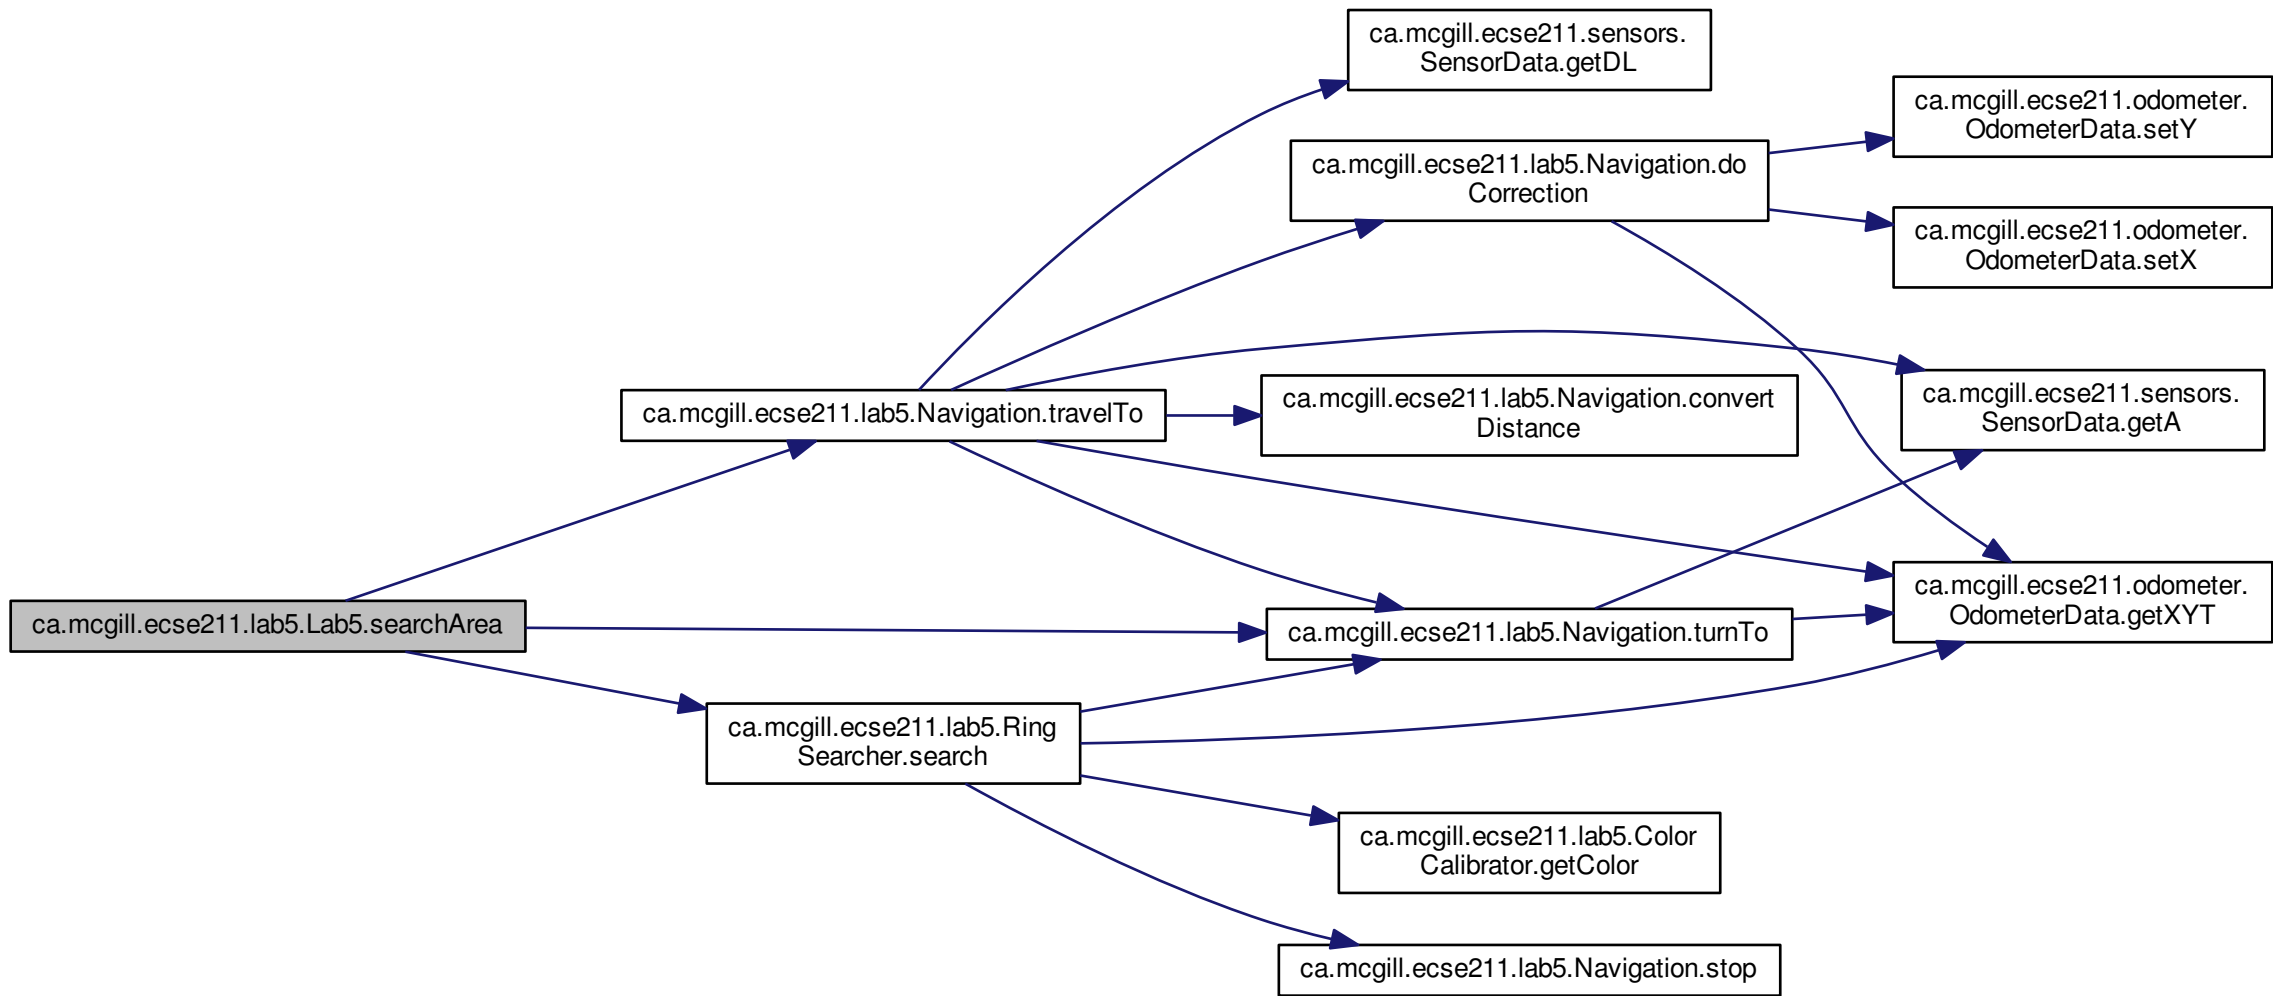 ca.mcgill.ecse211.sensors.
SensorData.getDL
ca.mcgill.ecse211.odometer.
OdometerData.setY
ca.mcgill.ecse211.lab5.Navigation.do
Correction
ca.mcgill.ecse211.odometer.
OdometerData.setX
ca.mcgill.ecse211.lab5.Navigation.travelTo
ca.mcgill.ecse211.lab5.Navigation.convert
Distance
ca.mcgill.ecse211.sensors.
SensorData.getA
ca.mcgill.ecse211.lab5.Lab5.searchArea
ca.mcgill.ecse211.lab5.Navigation.turnTo
ca.mcgill.ecse211.odometer.
OdometerData.getXYT
ca.mcgill.ecse211.lab5.Ring
Searcher.search
ca.mcgill.ecse211.lab5.Color
Calibrator.getColor
ca.mcgill.ecse211.lab5.Navigation.stop